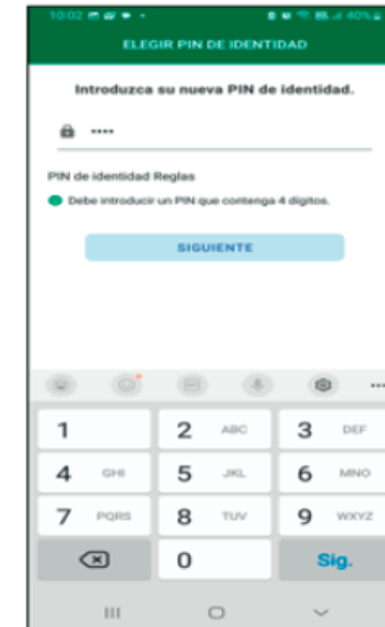 10:02
40%
ELEGIR PIN DE IDENTIDAD
Introduzca su nueva PIN de identidad.
....
PIN de identidad Reglas
Debe introducir un PIN que contenga 4 dígitos.
SIGUIENTE
1 2 ABC 3 DEF
4 GHI 5 JKL 6 MNO
7 PQRS 8 TUV 9 WXYZ
0 Sig.